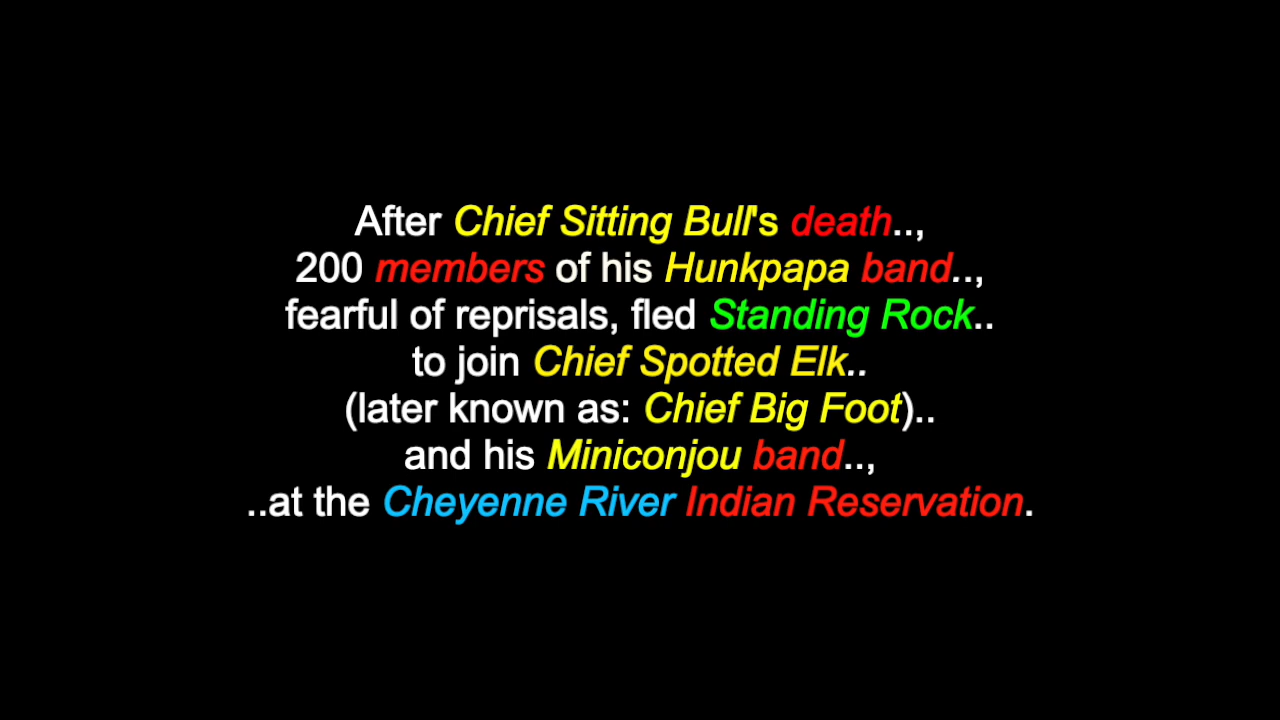 After Chief Sitting Bull's death..,
200 members of his Hunkpapa band..,
fearful of reprisals, fled Standing Rock..
to join Chief Spotted Elk..
(later known as: Chief Big Foot)..
and his Miniconjou band..,
..at the Cheyenne River Indian Reservation.